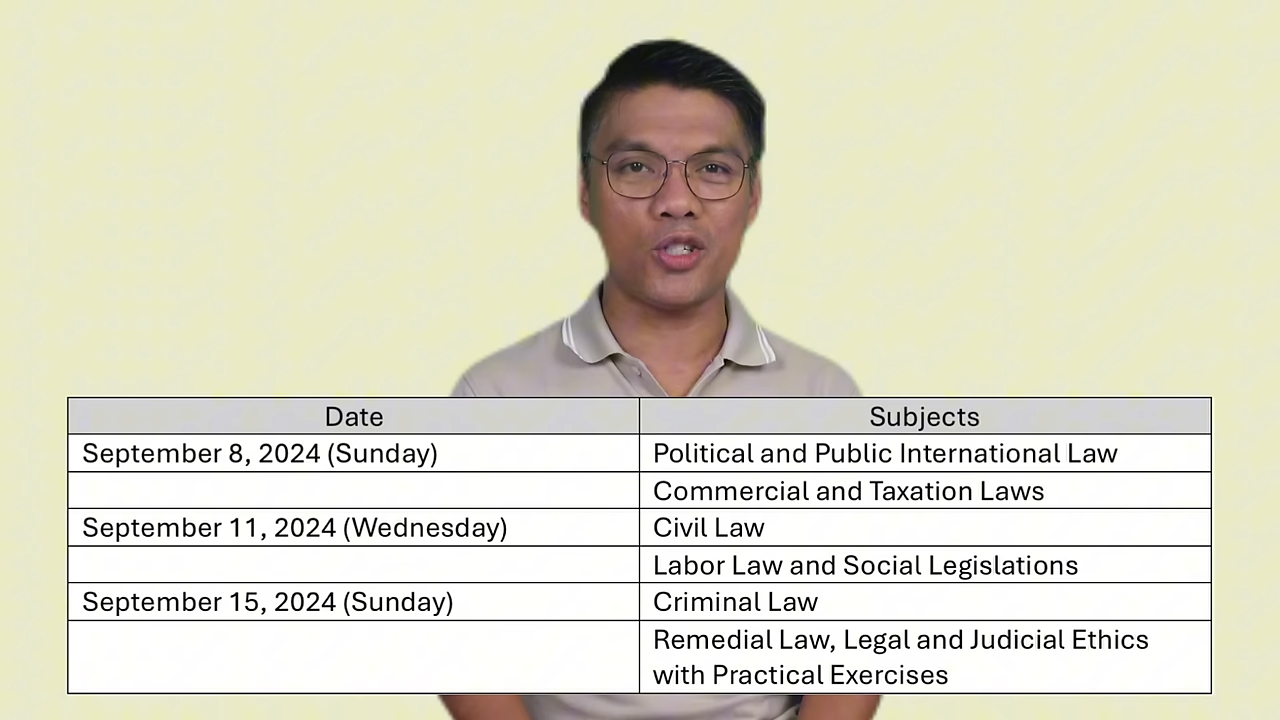 Date Subjects
September 8, 2024 (Sunday) Political and Public International Law
Commercial and Taxation Laws
September 11, 2024 (Wednesday) Civil Law
Labor Law and Social Legislations
September 15, 2024 (Sunday) Criminal Law
Remedial Law, Legal and Judicial Ethics
with Practical Exercises